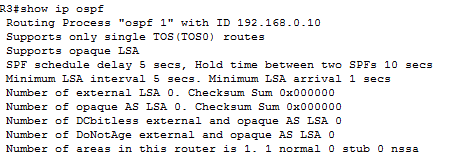 R3#show ip ospf
Routing Process "ospf 1" with ID 192.168.0.10
Supports only single TOS(TOS0) routes
Supports opaque LSA
SPF schedule delay 5 secs, Hold time between two SPFs 10 secs
Minimum LSA interval 5 secs. Minimum LSA arrival 1 secs
Number of external LSA 0. Checksum Sum 0x000000
Number of opaque AS LSA 0. Checksum Sum 0x000000
Number of DCbitless external and opaque AS LSA 0
Number of DoNotAge external and opaque AS LSA 0
Number of areas in this router is 1. 1 normal 0 stub 0 nssa